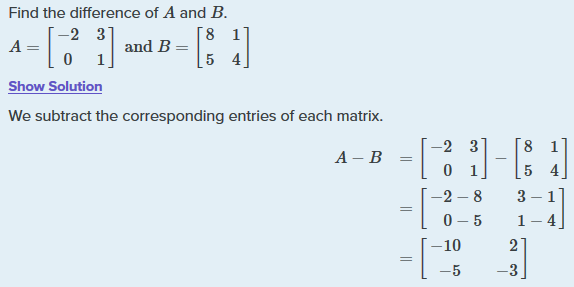 Find the difference of A and B.
A = [−2 3; 0 1] and B = [8 1; 5 4]
Show Solution
We subtract the corresponding entries of each matrix.
A − B = [−2 3; 0 1] − [8 1; 5 4]
= [−2 − 8 3 − 1; 0 − 5 1 − 4]
= [−10 2; −5 −3]